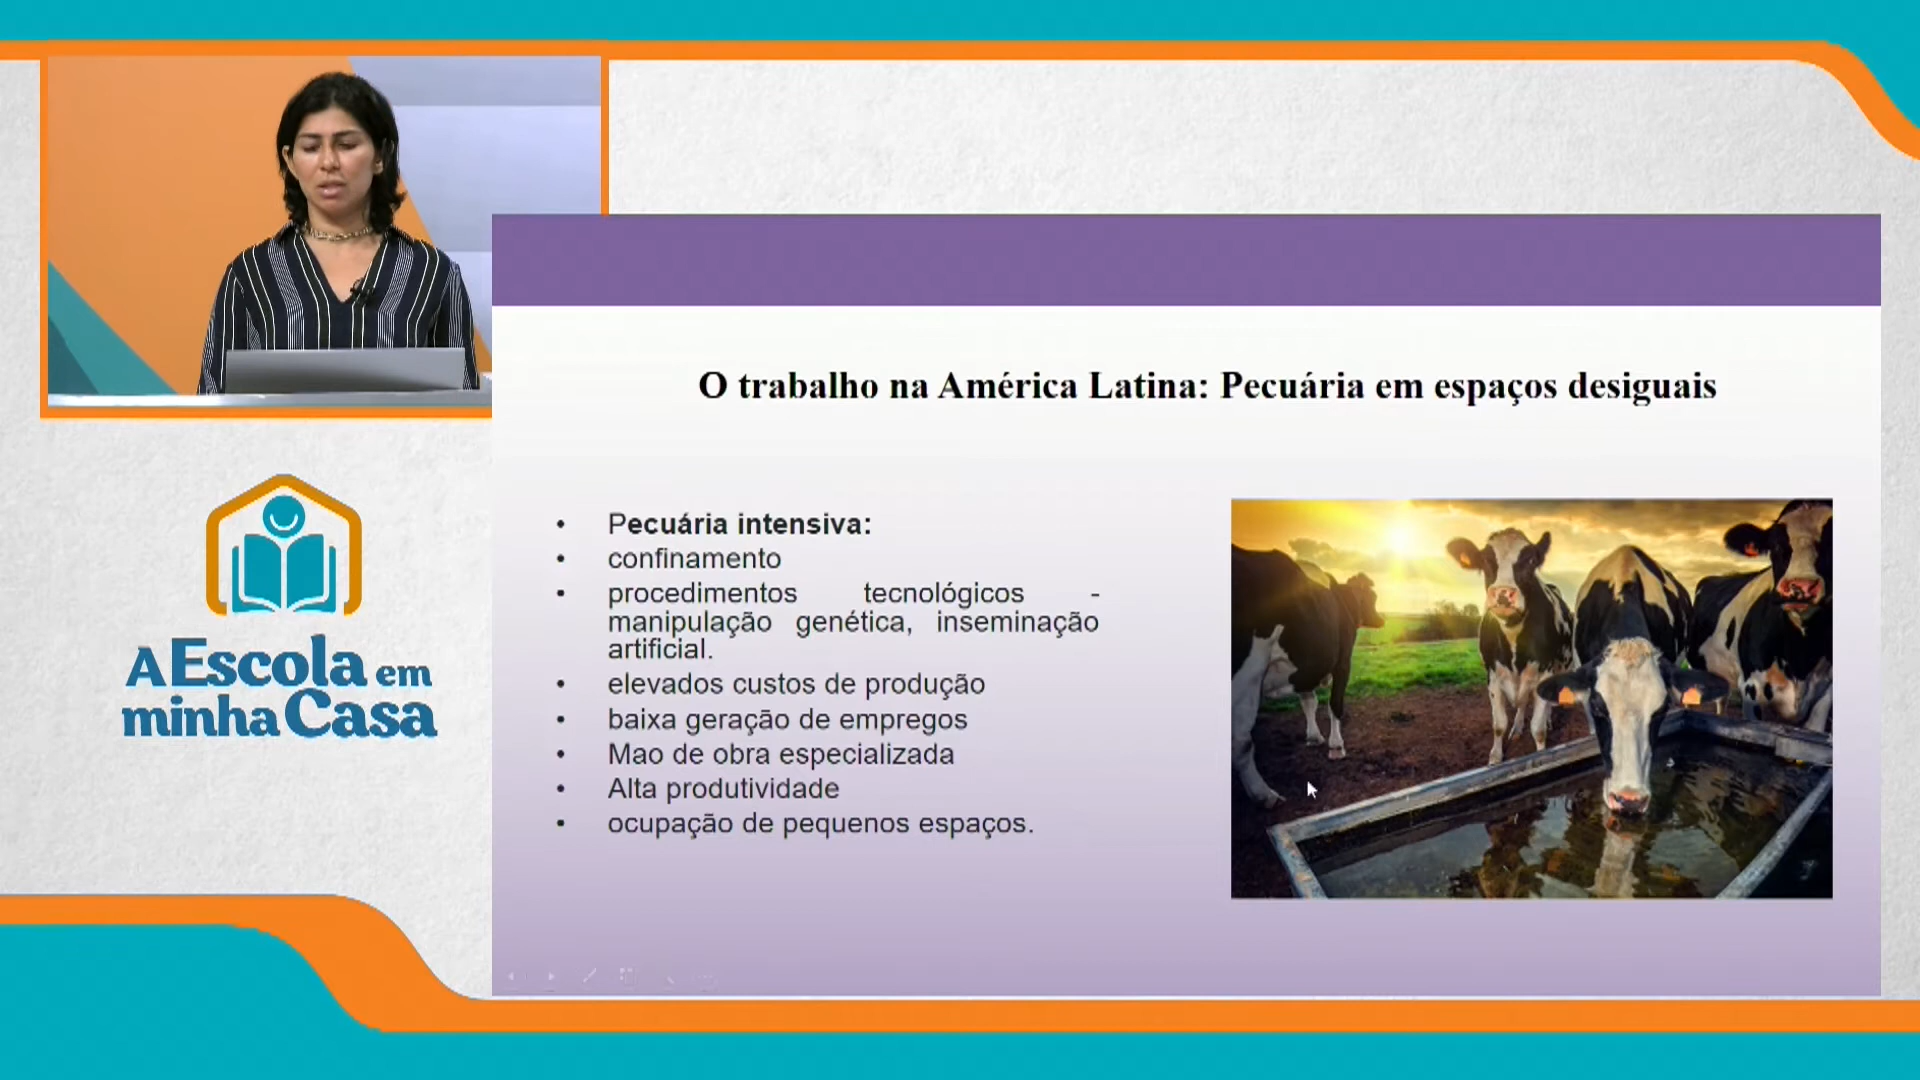 O trabalho na América Latina: Pecuária em espaços desiguais
• Pecuária intensiva:
• confinamento
• procedimentos tecnológicos -
manipulação genética, inseminação
artificial.
• elevados custos de produção
• baixa geração de empregos
• Mao de obra especializada
• Alta produtividade
• ocupação de pequenos espaços.
A Escola em
minha Casa